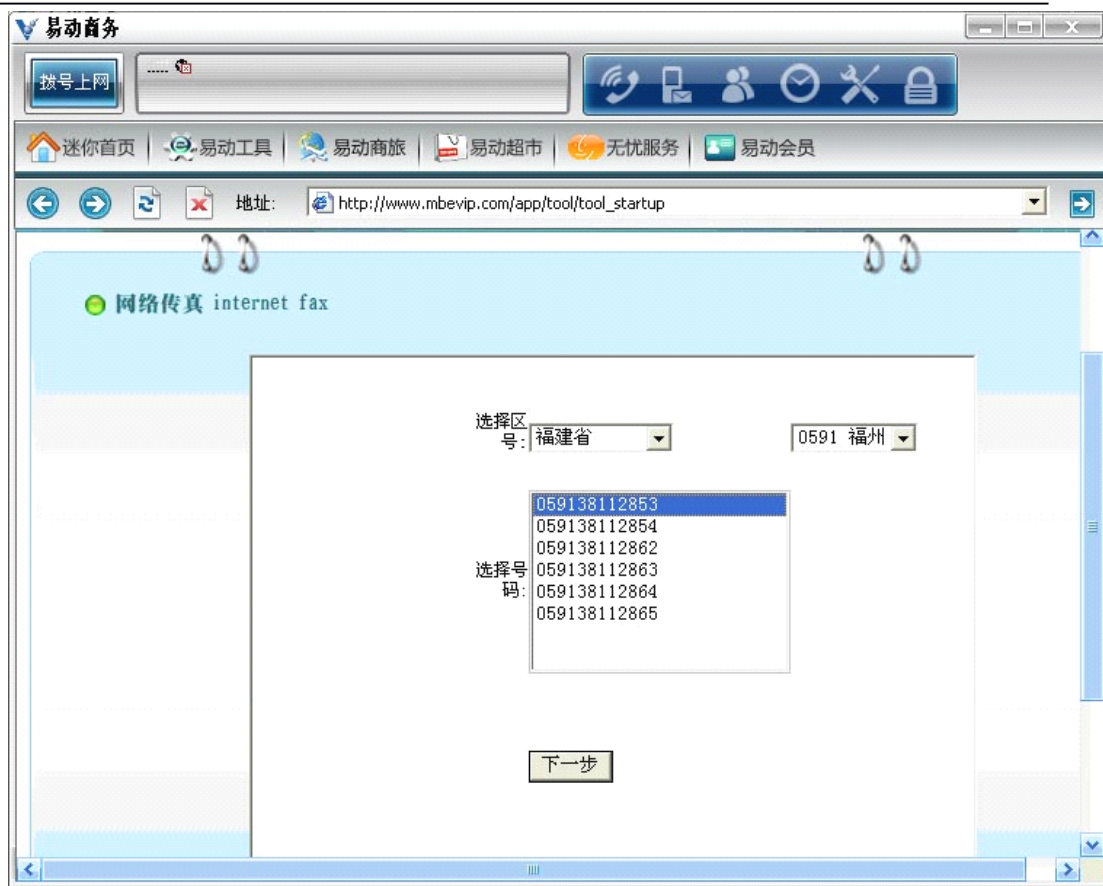 易动商务
拨号上网
.....
迷你首页
易动工具
易动商旅
易动超市
无忧服务
易动会员
地址:
http://www.mbevip.com/app/tool/tool_startup
网络传真 internet fax
选择区
号:
福建省
0591 福州
059138112853
059138112854
059138112862
选择号
059138112863
码:
059138112864
059138112865
下一步